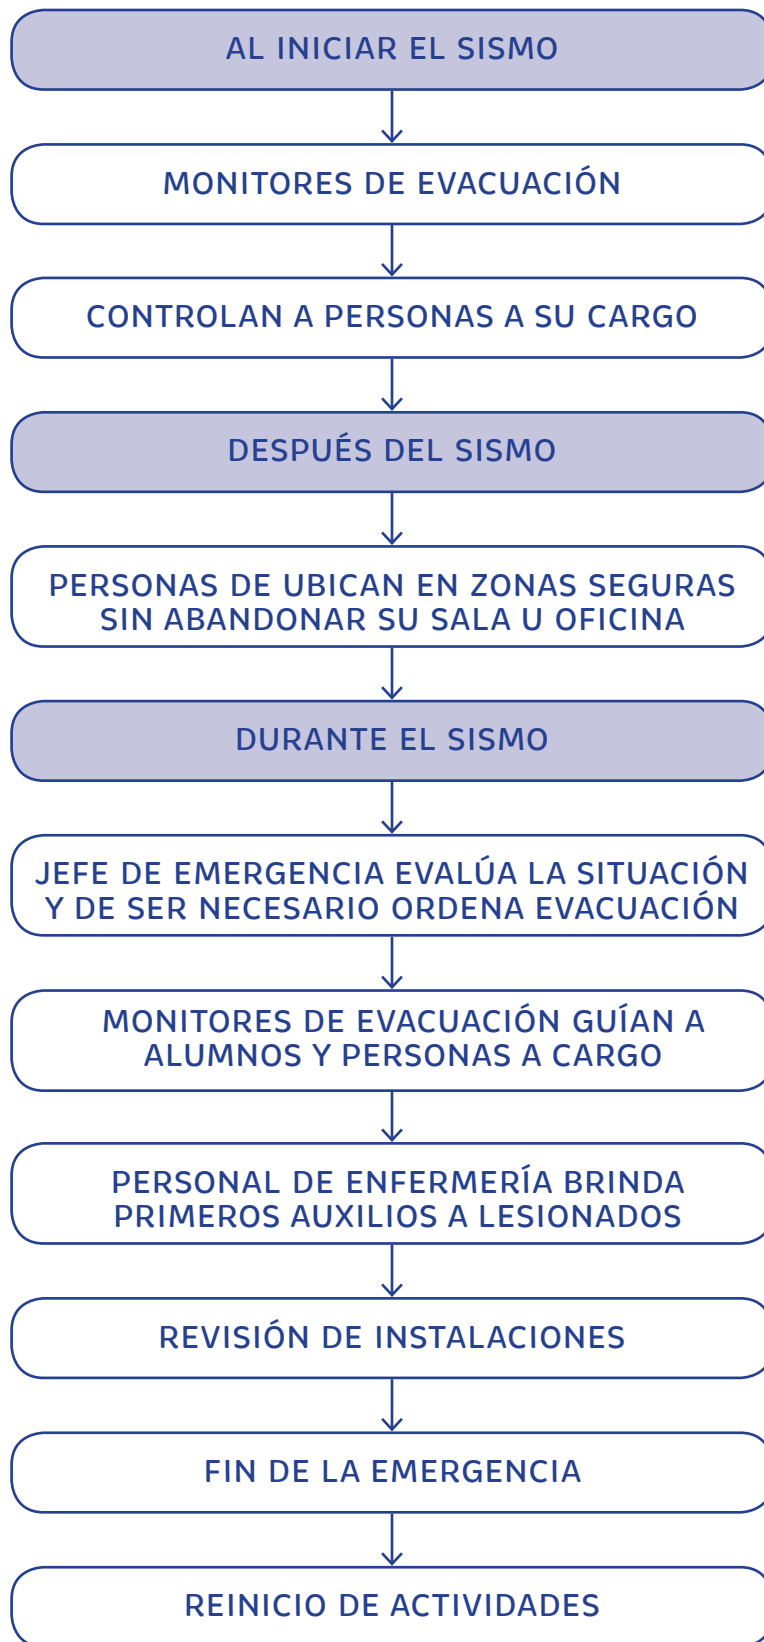 AL INICIAR EL SISMO
MONITORES DE EVACUACIÓN
CONTROLAN A PERSONAS A SU CARGO
DESPUÉS DEL SISMO
PERSONAS DE UBICAN EN ZONAS SEGURAS
SIN ABANDONAR SU SALA U OFICINA
DURANTE EL SISMO
JEFE DE EMERGENCIA EVALÚA LA SITUACIÓN
Y DE SER NECESARIO ORDENA EVACUACIÓN
MONITORES DE EVACUACIÓN GUÍAN A
ALUMNOS Y PERSONAS A CARGO
PERSONAL DE ENFERMERÍA BRINDA
PRIMEROS AUXILIOS A LESIONADOS
REVISIÓN DE INSTALACIONES
FIN DE LA EMERGENCIA
REINICIO DE ACTIVIDADES